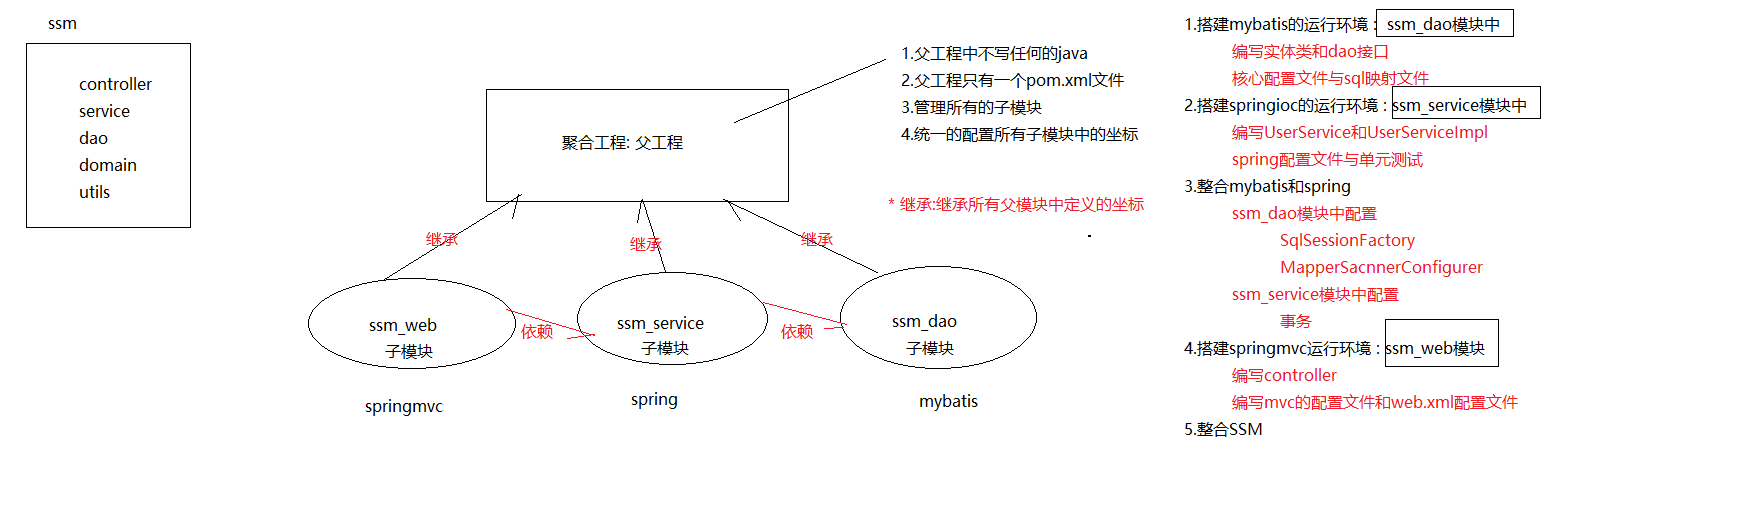 ssm
controller
service
dao
domain
utils
聚合工程: 父工程
1.父工程中不写任何的java
2.父工程只有一个pom.xml文件
3.管理所有的子模块
4.统一的配置所有子模块中的坐标
* 继承:继承所有父模块中定义的坐标
继承
继承
继承
ssm_web
子模块
依赖
ssm_service
子模块
依赖
ssm_dao
子模块
springmvc
spring
mybatis
1.搭建mybatis的运行环境 : ssm_dao模块中
编写实体类和dao接口
核心配置文件与sql映射文件
2.搭建springioc的运行环境 : ssm_service模块中
编写UserService和UserServiceImpl
spring配置文件与单元测试
3.整合mybatis和spring
ssm_dao模块中配置
SqlSessionFactory
MapperSacnnerConfigurer
ssm_service模块中配置
事务
4.搭建springmvc运行环境 : ssm_web模块
编写controller
编写mvc的配置文件和web.xml配置文件
5.整合SSM